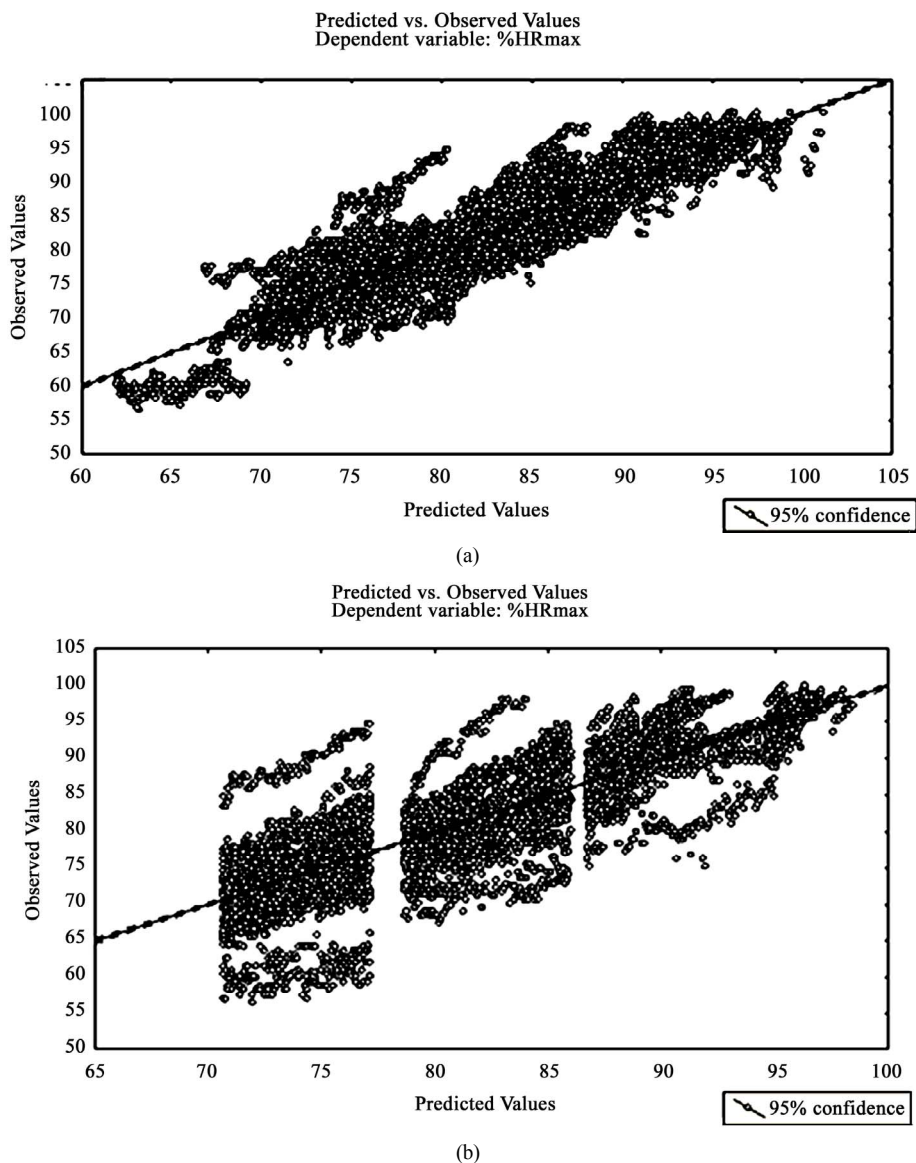 Predicted vs. Observed Values
Dependent variable: %HRmax
100
95
90
85
80
75
70
65
60
55
50
Observed Values
60 65 70 75 80 85 90 95 100 105
Predicted Values
95% confidence
(a)
Predicted vs. Observed Values
Dependent variable: %HRmax
105
100
95
90
85
80
75
70
65
60
55
50
Observed Values
65 70 75 80 85 90 95 100
Predicted Values
95% confidence
(b)